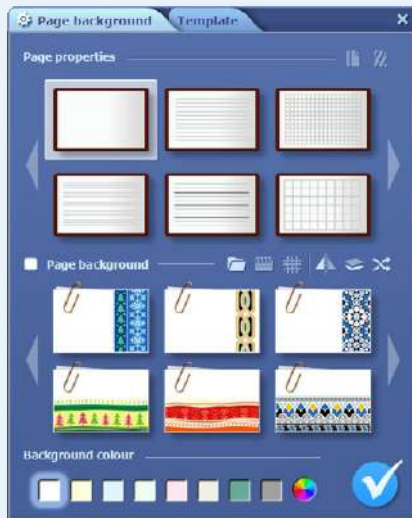 Page background
Template
Page properties
Page background
Background colour